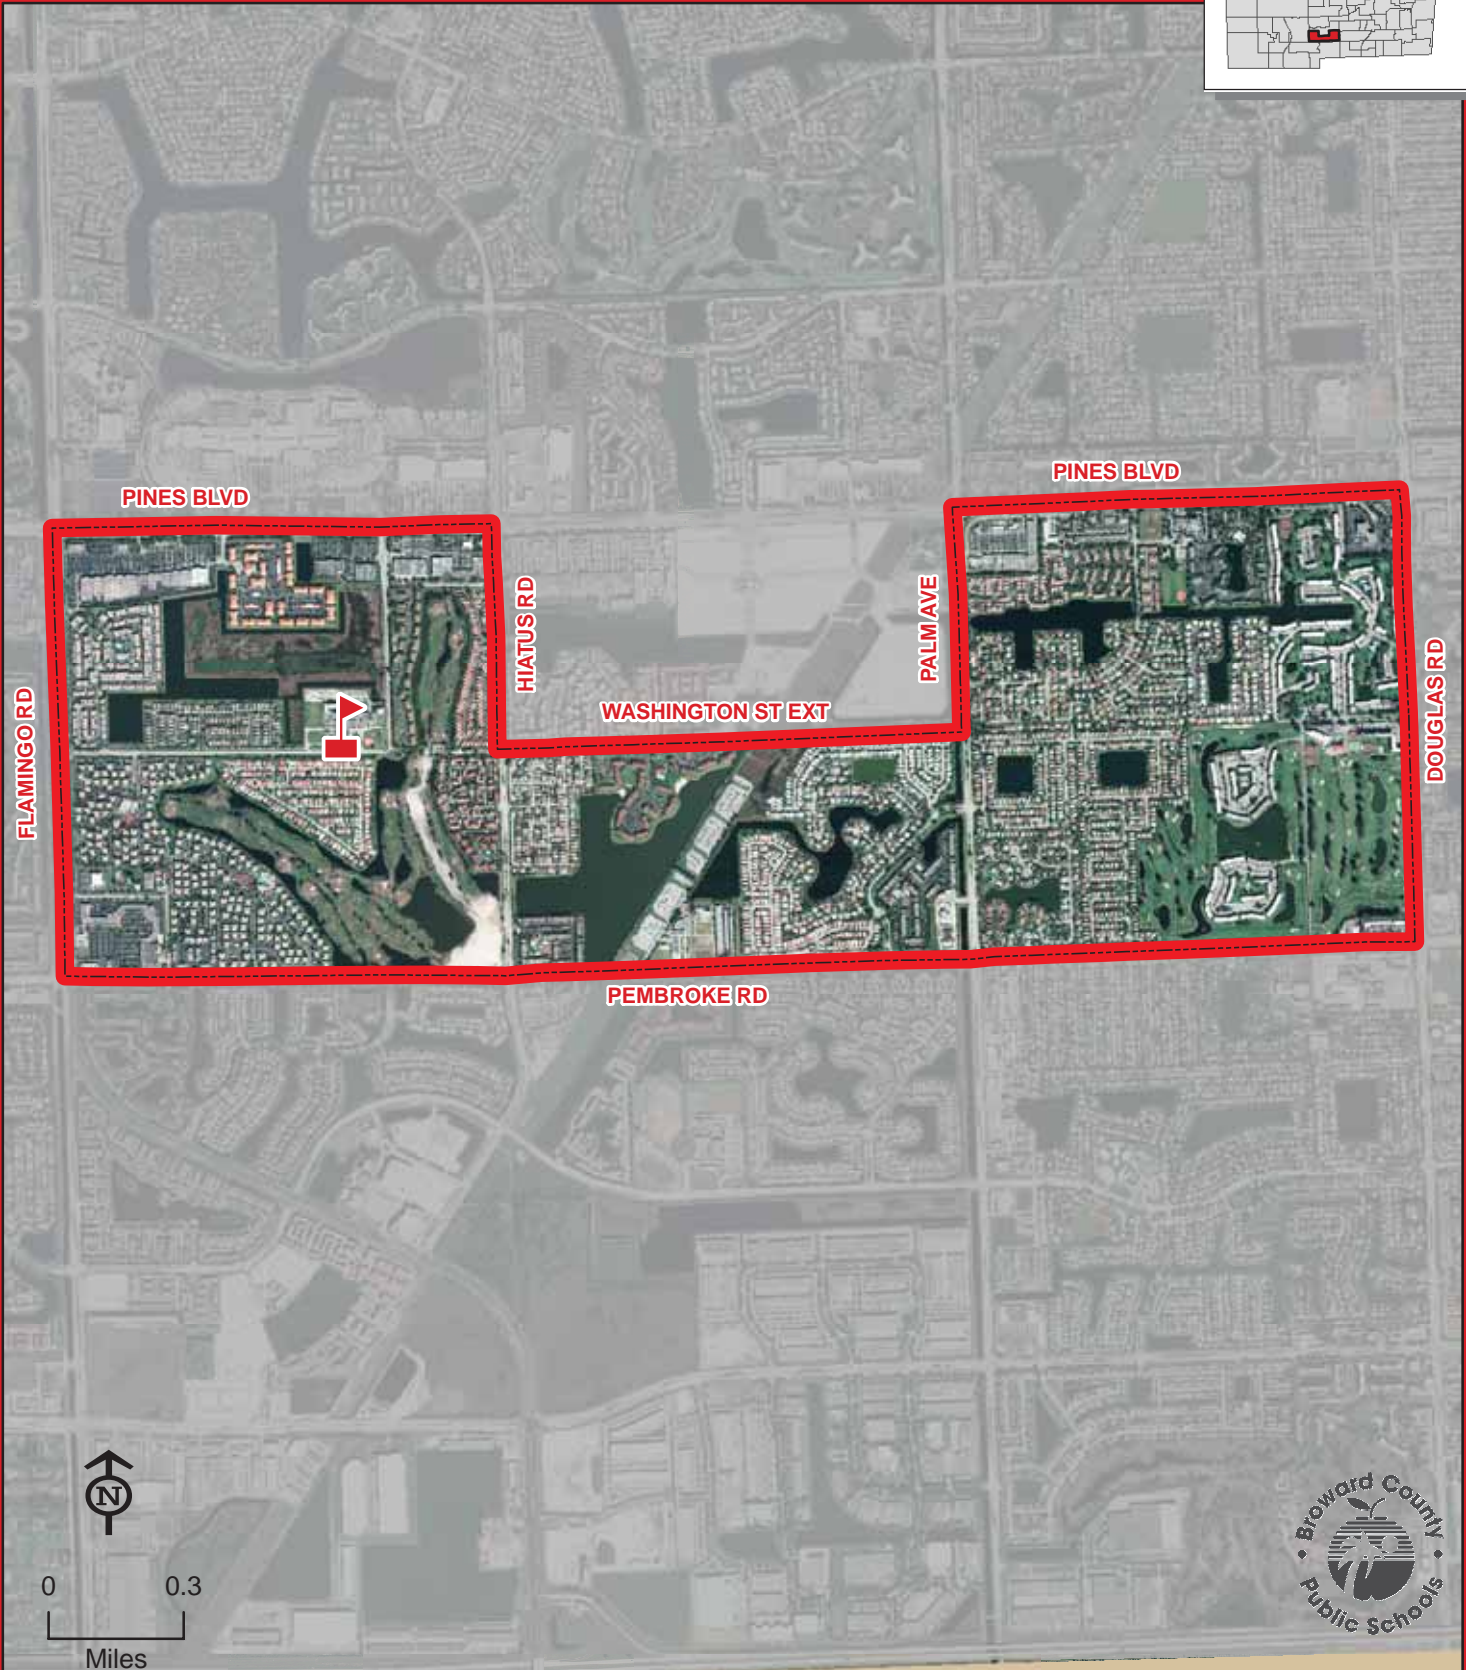 PINES BLVD
PINES BLVD
HIATUS RD
PALM AVE
WASHINGTON ST EXT
FLAMINGO RD
DOUGLAS RD
PEMBROKE RD
N
0 0.3
Miles
Broward County
Public Schools